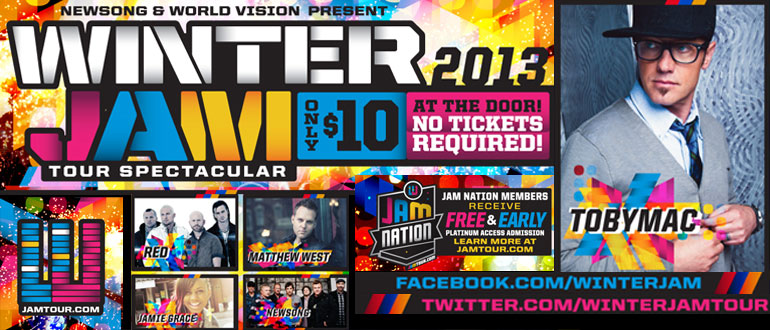 NEWSONG & WORLD VISION PRESENT
WINTER 2013
JAM
TOUR SPECTACULAR
ONLY $10
AT THE DOOR!
NO TICKETS
REQUIRED!
JAMTOUR.COM
RED
MATTHEW WEST
JAMIE GRACE
NEWSONG
JAM
NATION
JAM NATION MEMBERS
RECEIVE
FREE & EARLY
PLATINUM ACCESS ADMISSION
LEARN MORE AT
JAMTOUR.COM
TOBYMAC
FACEBOOK.COM/WINTERJAM
TWITTER.COM/WINTERJAMTOUR